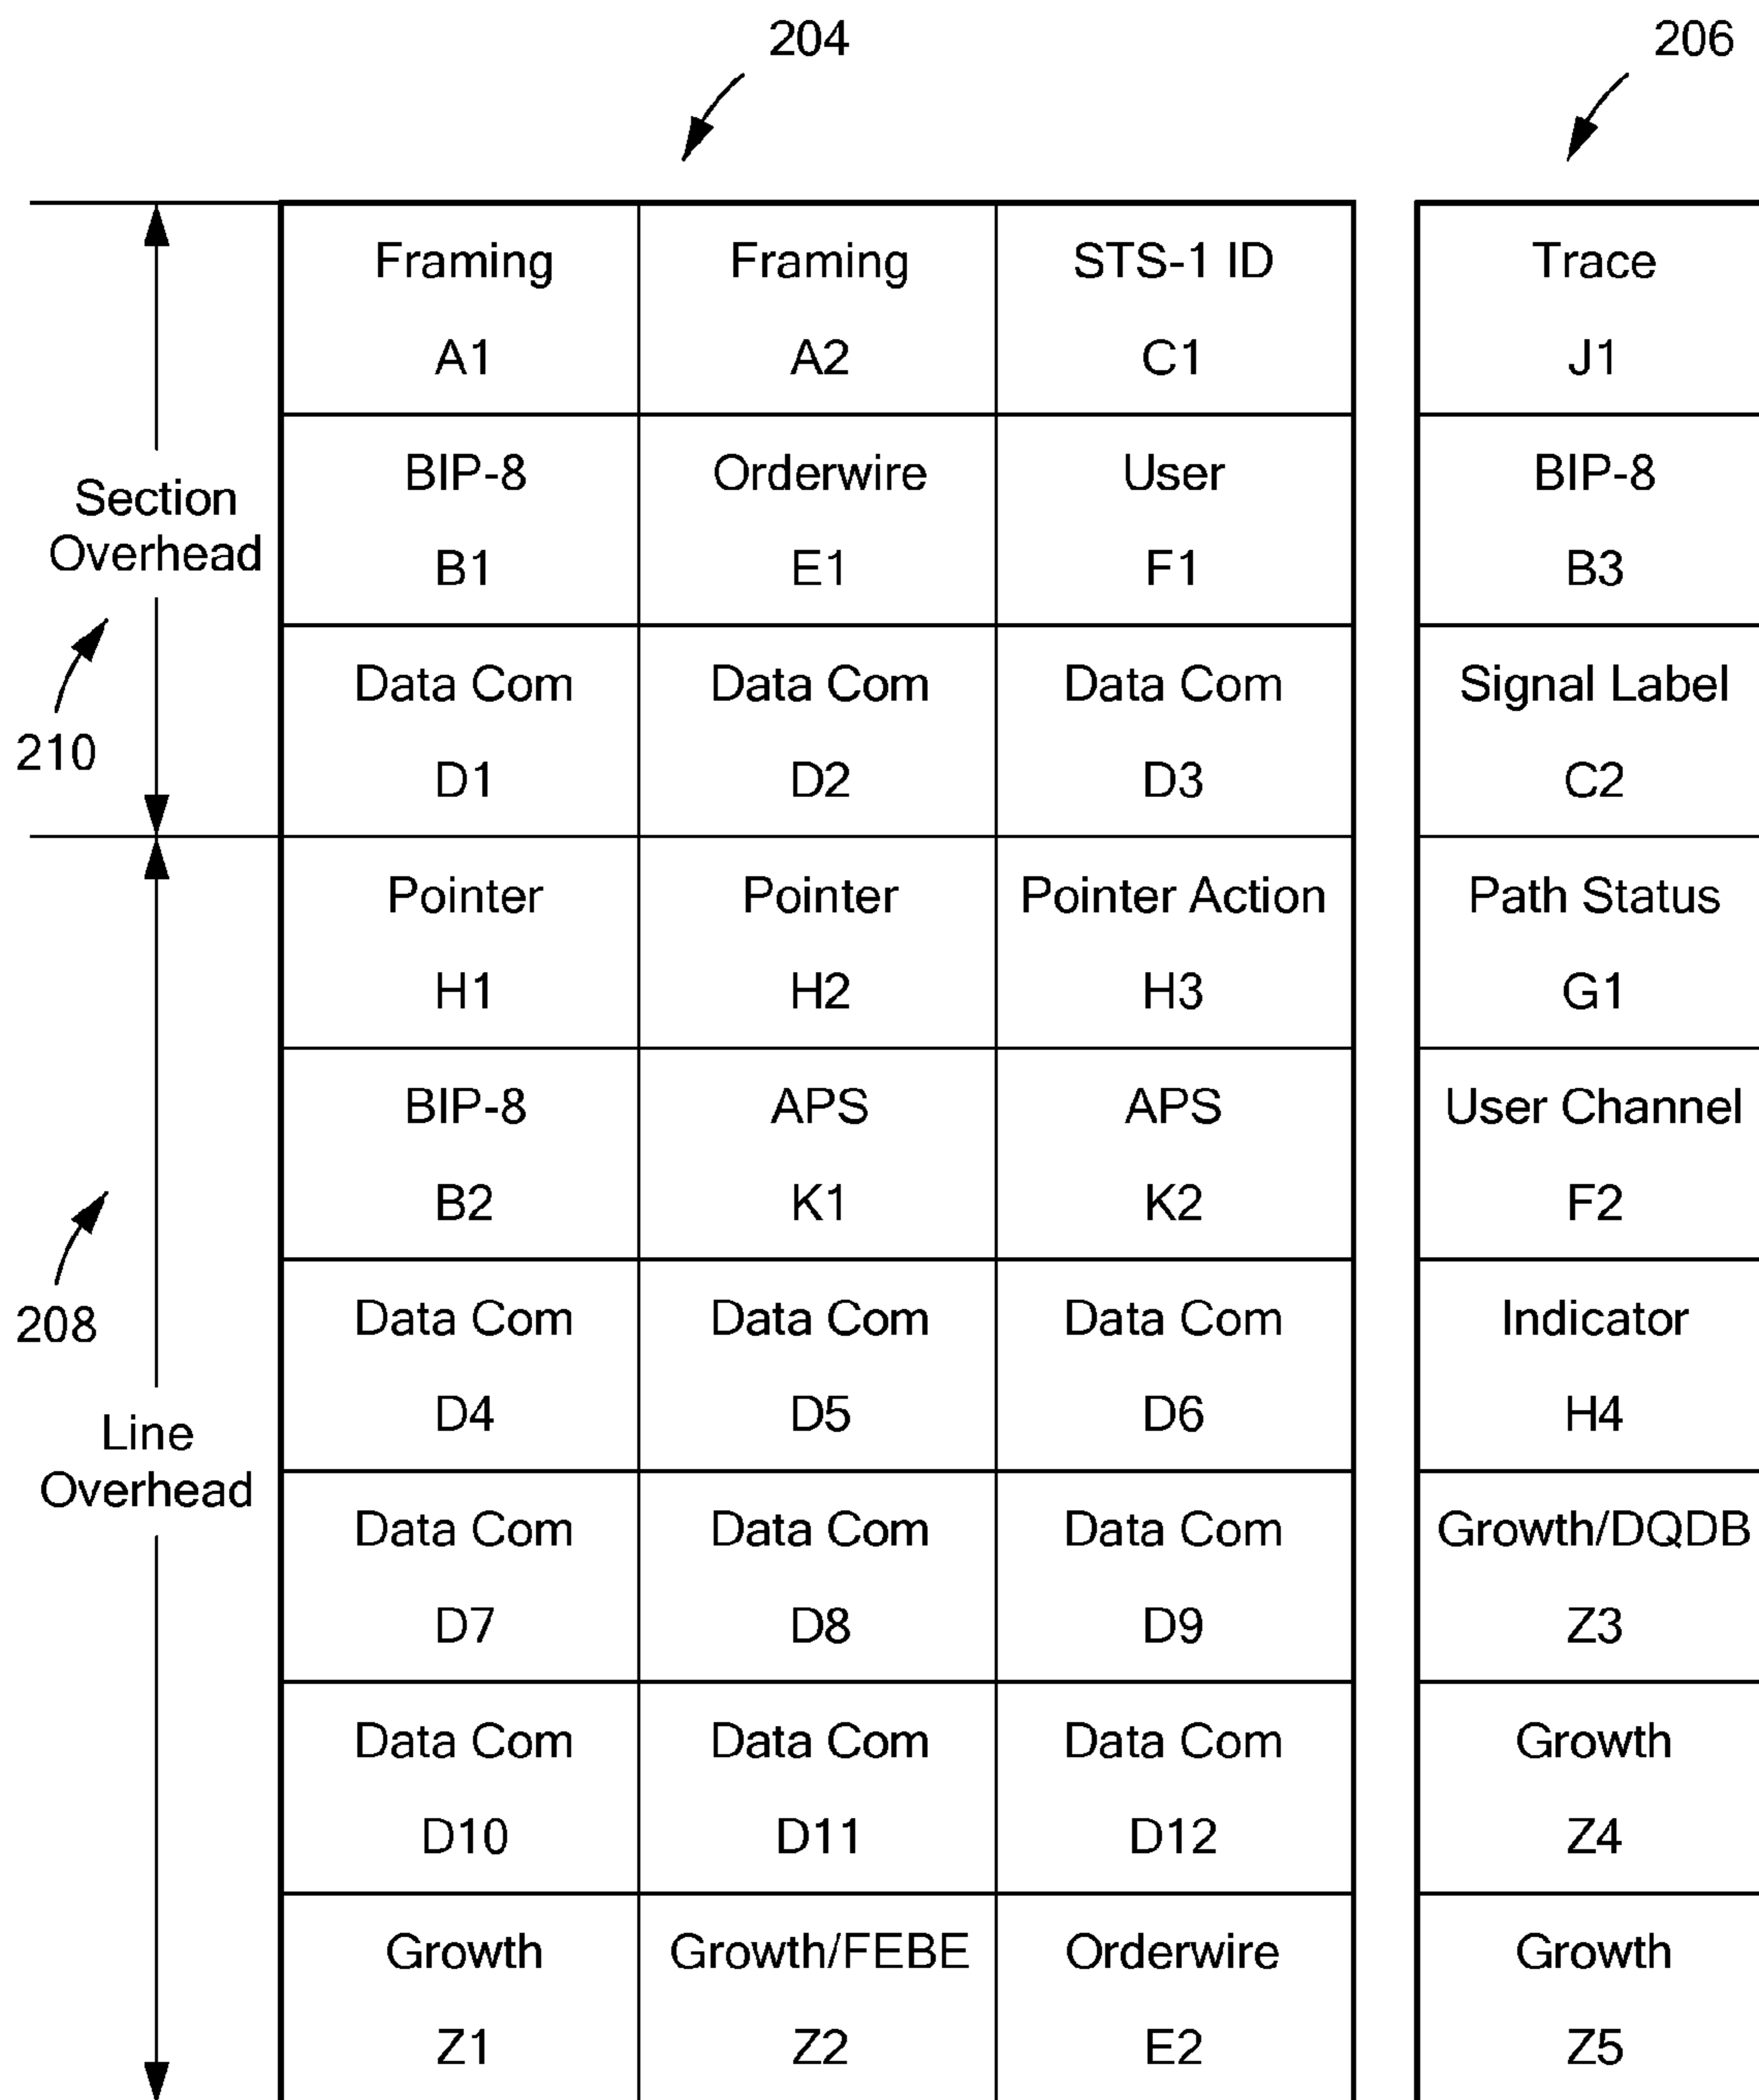 204
206
Framing Framing STS-1 ID Trace
A1 A2 C1 J1
BIP-8 Orderwire User BIP-8
Section
Overhead
B1 E1 F1 B3
Data Com Data Com Data Com Signal Label
210
D1 D2 D3 C2
Pointer Pointer Pointer Action Path Status
H1 H2 H3 G1
BIP-8 APS APS User Channel
B2 K1 K2 F2
208
Data Com Data Com Data Com Indicator
D4 D5 D6 H4
Line
Overhead
Data Com Data Com Data Com Growth/DQDB
D7 D8 D9 Z3
Data Com Data Com Data Com Growth
D10 D11 D12 Z4
Growth Growth/FEBE Orderwire Growth
Z1 Z2 E2 Z5